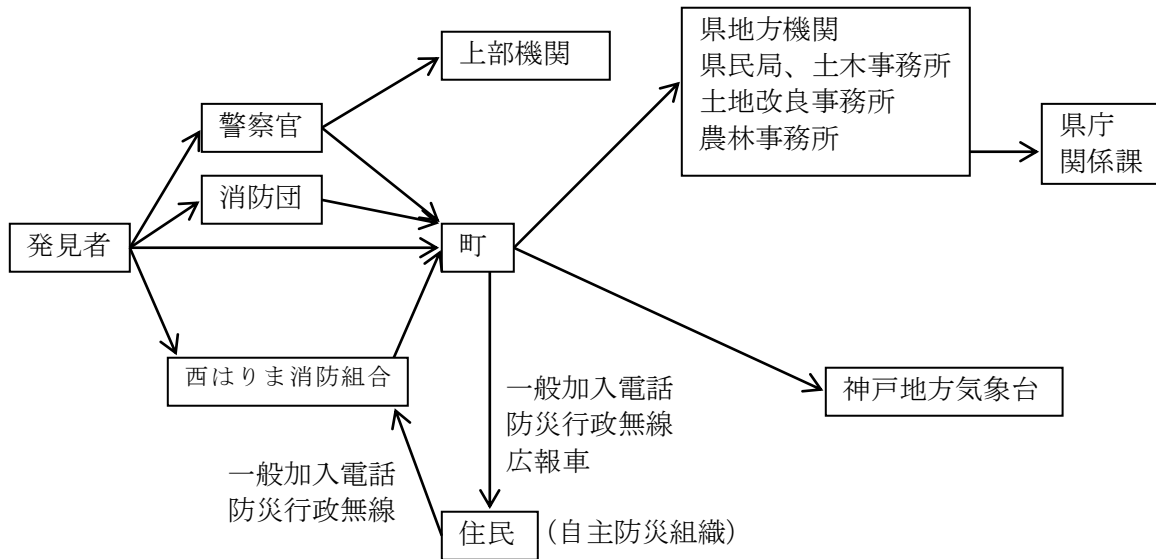 上部機関
県地方機関
県民局、土木事務所
土地改良事務所
農林事務所
警察官
県庁
関係課
消防団
発見者
町
西はりま消防組合
一般加入電話
防災行政無線
広報車
神戸地方気象台
一般加入電話
防災行政無線
住民 (自主防災組織)